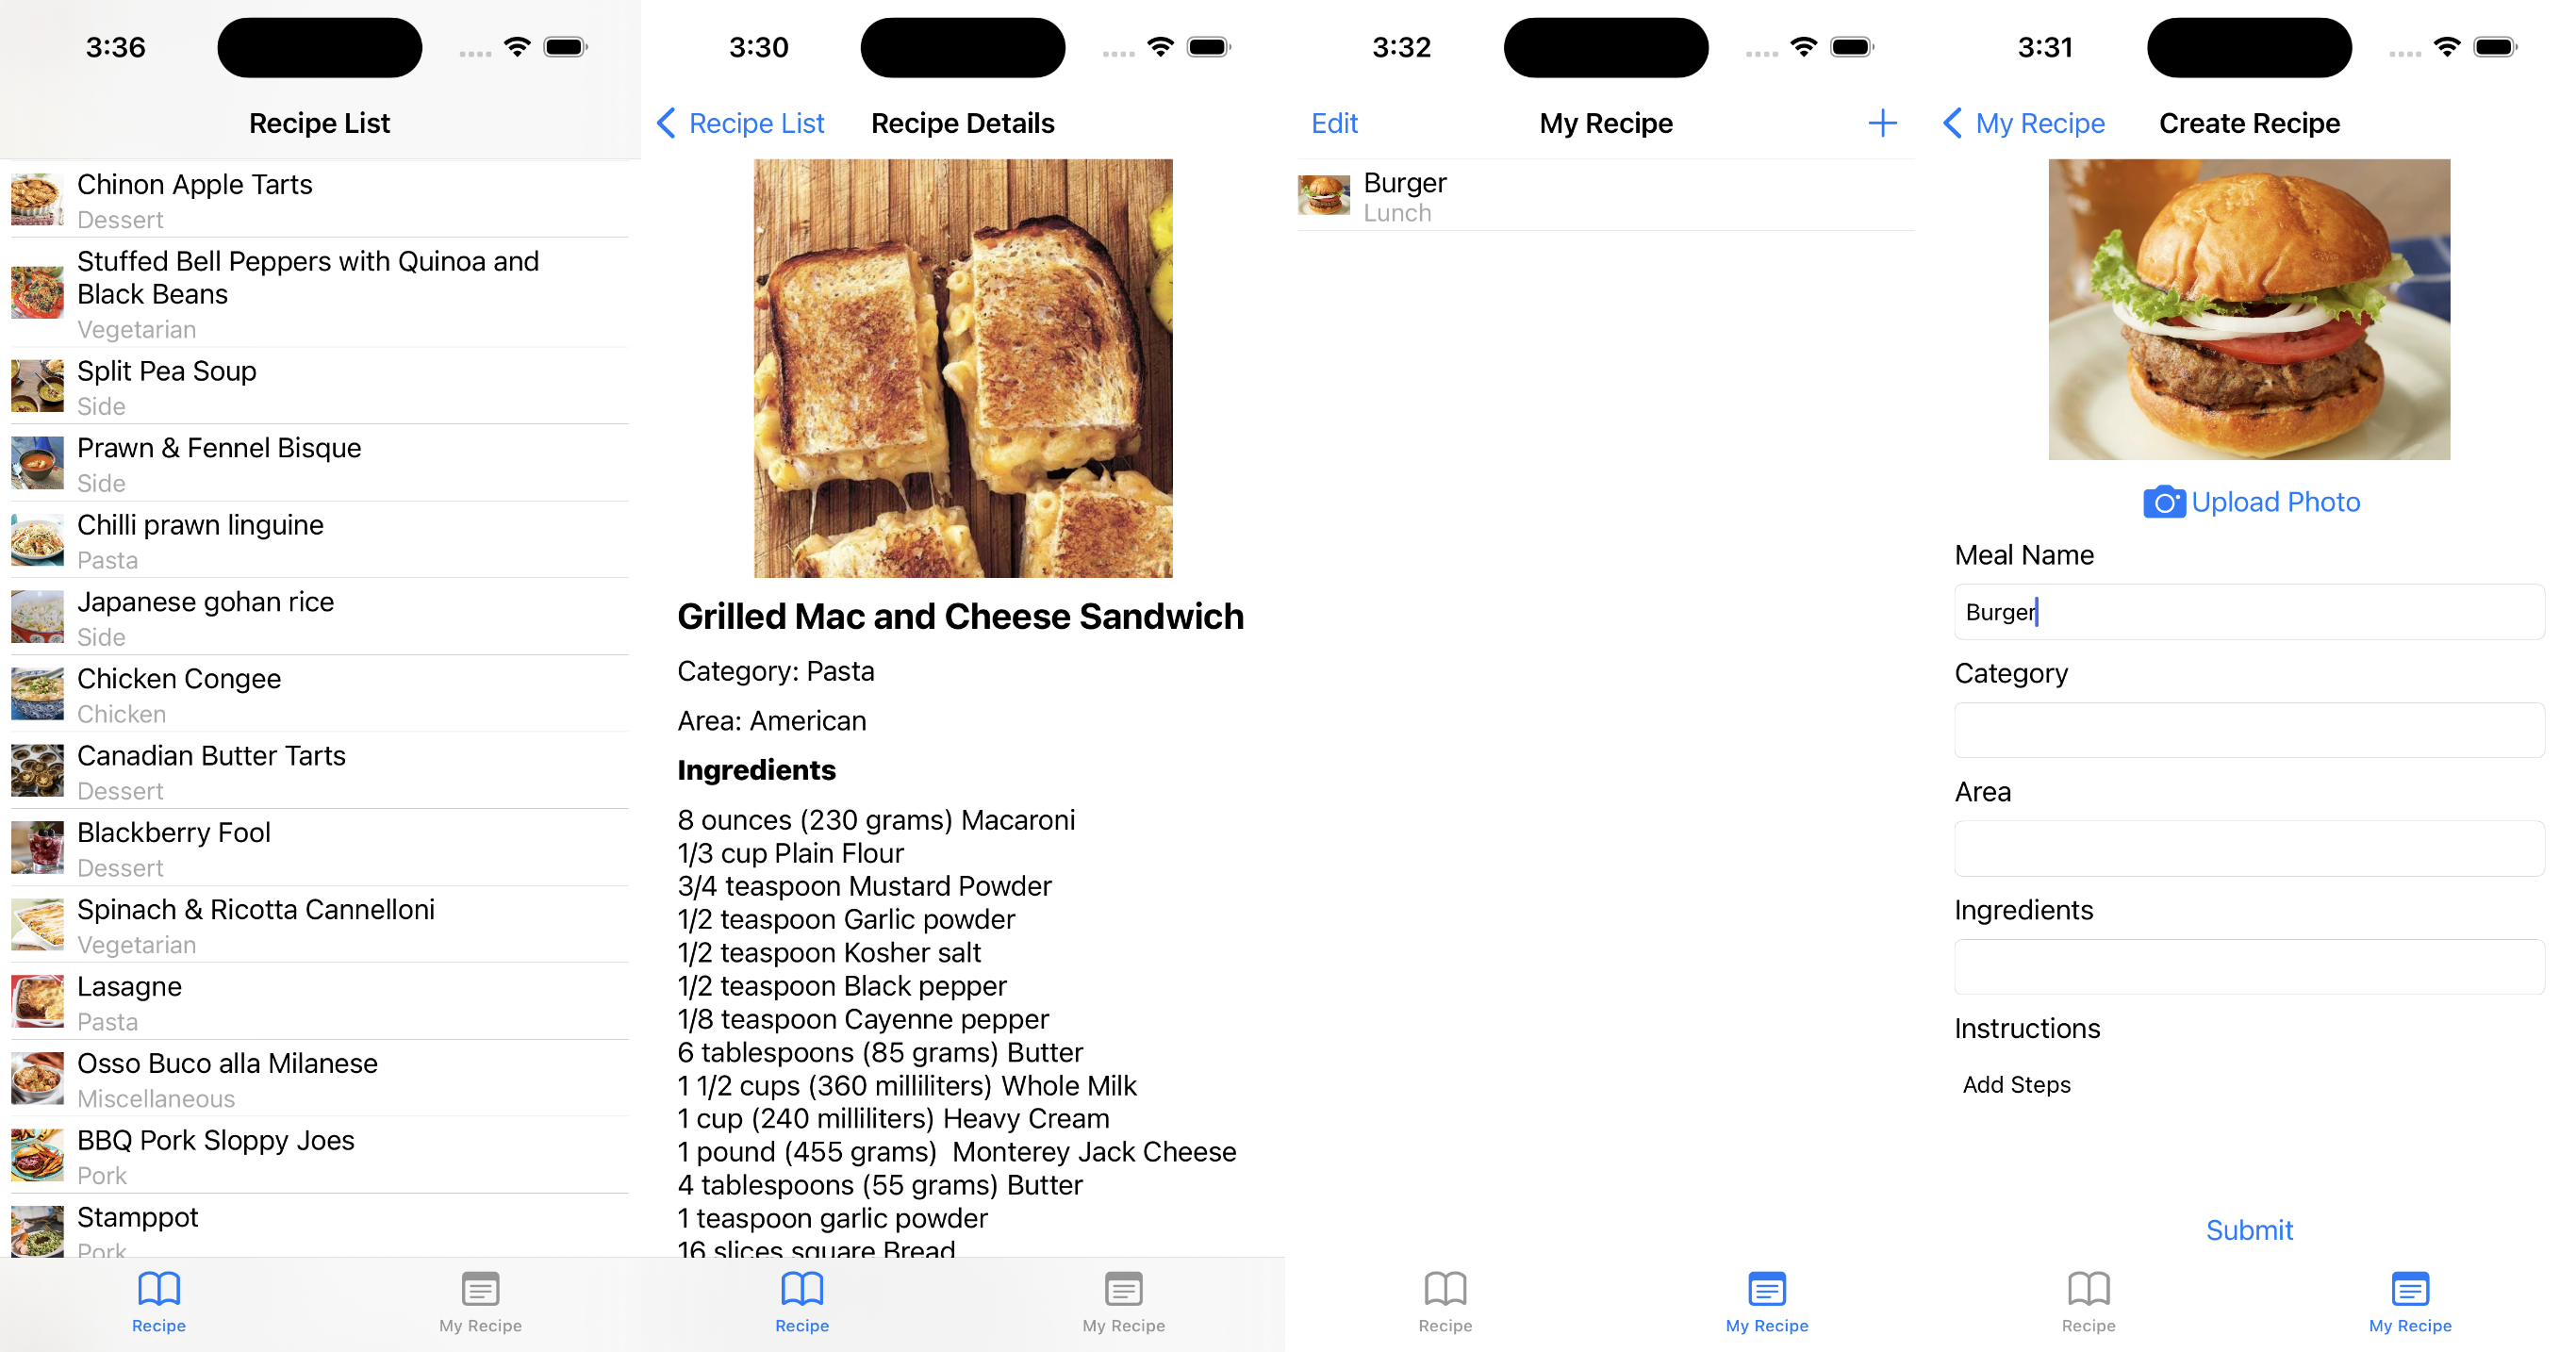 3:36
Recipe List
Chinon Apple Tarts
Dessert
Stuffed Bell Peppers with Quinoa and
Black Beans
Vegetarian
Split Pea Soup
Side
Prawn & Fennel Bisque
Side
Chilli prawn linguine
Pasta
Japanese gohan rice
Side
Chicken Congee
Chicken
Canadian Butter Tarts
Dessert
Blackberry Fool
Dessert
Spinach & Ricotta Cannelloni
Vegetarian
Lasagne
Pasta
Osso Buco alla Milanese
Miscellaneous
BBQ Pork Sloppy Joes
Pork
Stamppot
Pork
Recipe
My Recipe
3:30
Recipe List
Recipe Details
Grilled Mac and Cheese Sandwich
Category: Pasta
Area: American
Ingredients
8 ounces (230 grams) Macaroni
1/3 cup Plain Flour
3/4 teaspoon Mustard Powder
1/2 teaspoon Garlic powder
1/2 teaspoon Kosher salt
1/2 teaspoon Black pepper
1/8 teaspoon Cayenne pepper
6 tablespoons (85 grams) Butter
1 1/2 cups (360 milliliters) Whole Milk
1 cup (240 milliliters) Heavy Cream
1 pound (455 grams)  Monterey Jack Cheese
4 tablespoons (55 grams) Butter
1 teaspoon garlic powder
16 slices square Bread
Recipe
My Recipe
3:32
Edit
My Recipe
Burger
Lunch
Recipe
My Recipe
3:31
My Recipe
Create Recipe
Upload Photo
Meal Name
Burger
Category
Area
Ingredients
Instructions
Add Steps
Submit
Recipe
My Recipe